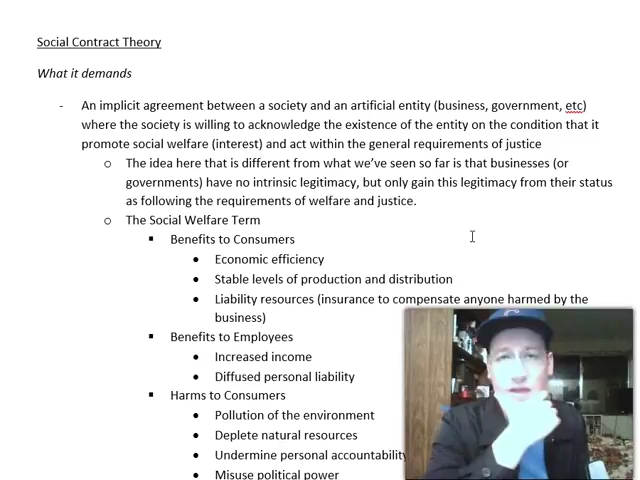 Social Contract Theory
What it demands
- An implicit agreement between a society and an artificial entity (business, government, etc)
where the society is willing to acknowledge the existence of the entity on the condition that it
promote social welfare (interest) and act within the general requirements of justice
o The idea here that is different from what we've seen so far is that businesses (or
governments) have no intrinsic legitimacy, but only gain this legitimacy from their status
as following the requirements of welfare and justice.
o The Social Welfare Term
▪ Benefits to Consumers
• Economic efficiency
• Stable levels of production and distribution
• Liability resources (insurance to compensate anyone harmed by the
business)
▪ Benefits to Employees
• Increased income
• Diffused personal liability
▪ Harms to Consumers
• Pollution of the environment
• Deplete natural resources
• Undermine personal accountability
• Misuse political power